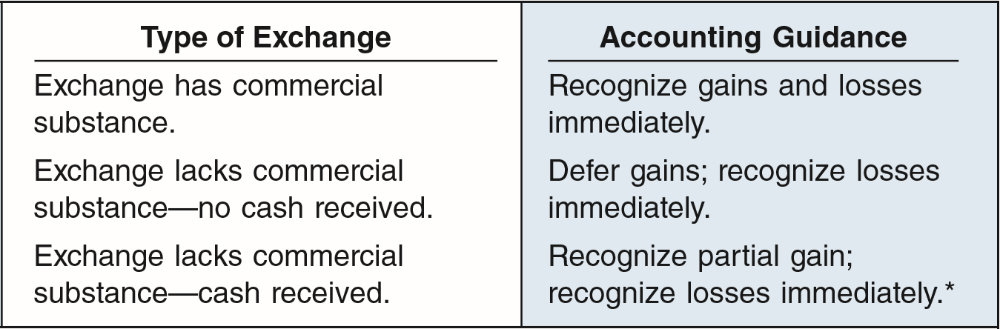 Type of Exchange
Accounting Guidance
Exchange has commercial
substance.
Recognize gains and losses
immediately.
Exchange lacks commercial
substance—no cash received.
Defer gains; recognize losses
immediately.
Exchange lacks commercial
substance—cash received.
Recognize partial gain;
recognize losses immediately.*